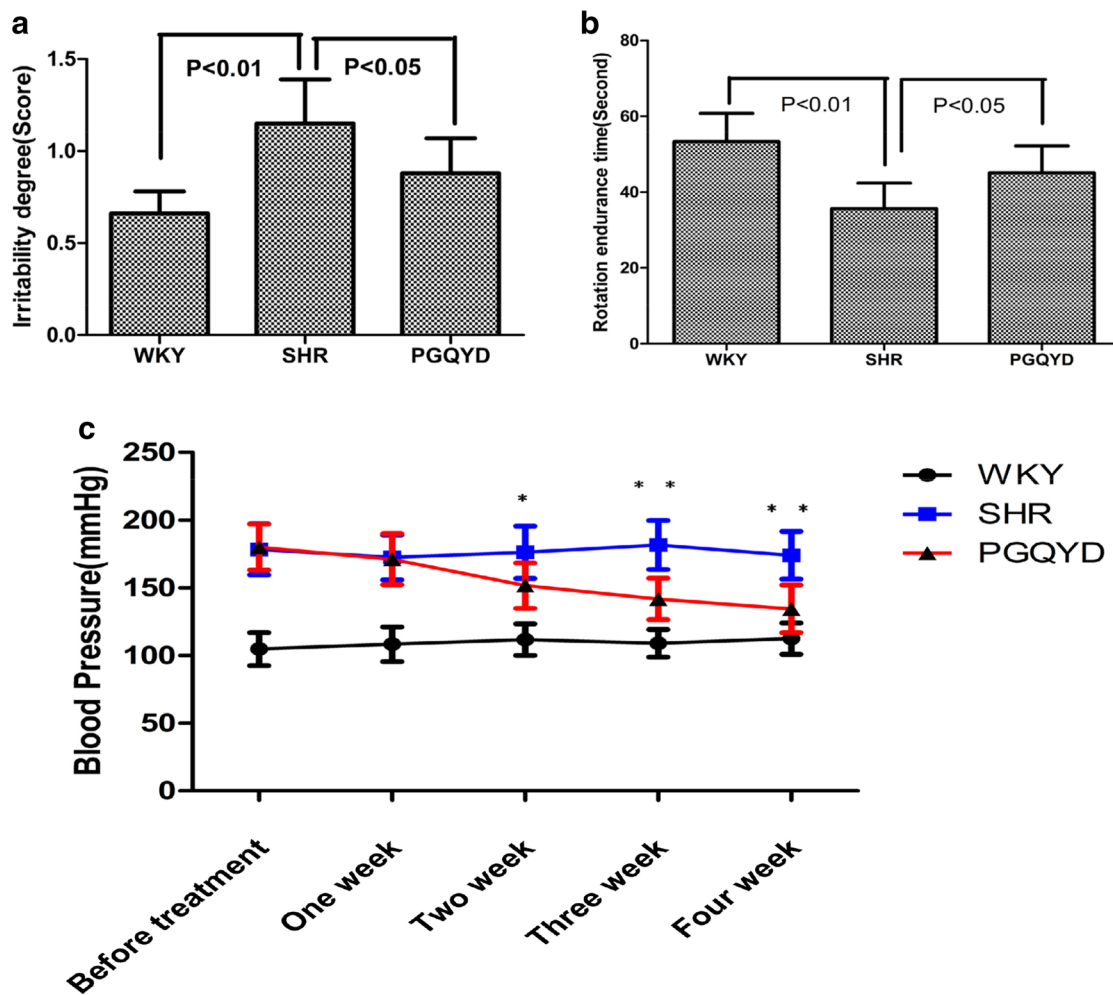 a
Irritability degree(Score)
1.5
1.0
0.5
0.0
P<0.01
P<0.05
WKY
SHR
PGQYD
b
Rotation endurance time(Second)
80
60
40
20
0
P<0.01
P<0.05
WKY
SHR
PGQYD
c
Blood Pressure(mmHg)
250
200
150
100
50
0
*
* *
* *
WKY
SHR
PGQYD
Before treatment
One week
Two week
Three week
Four week